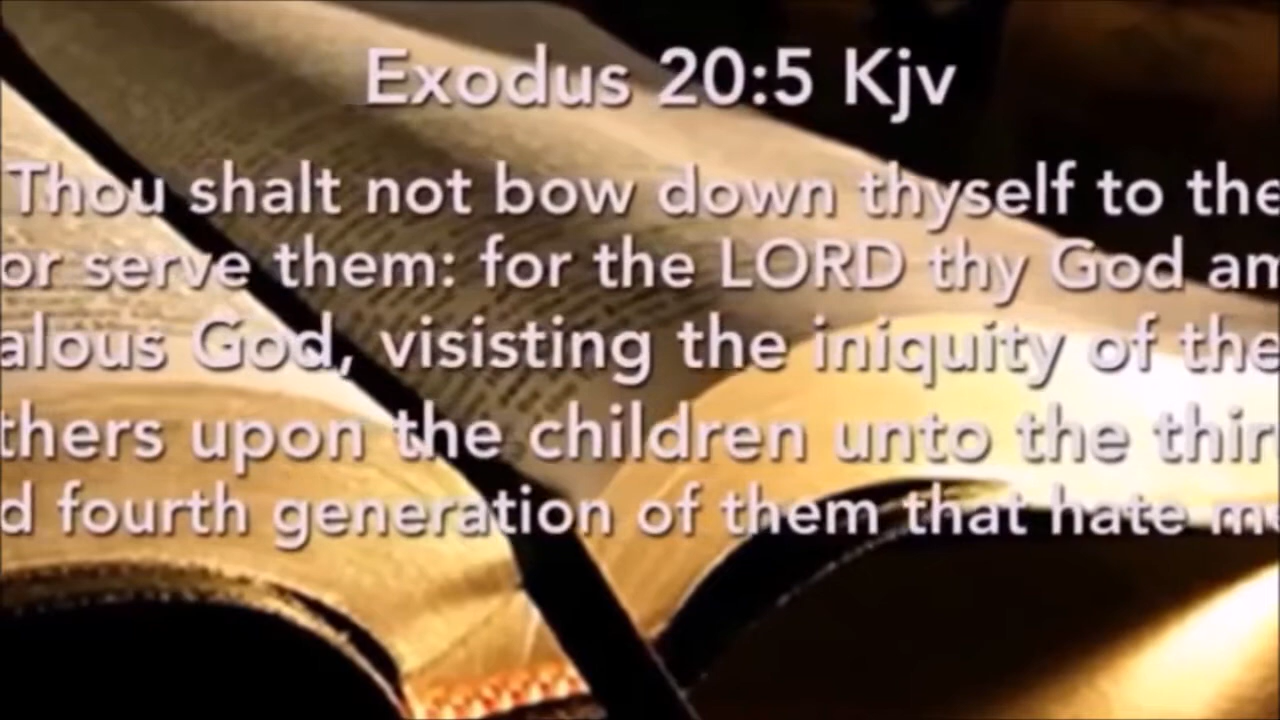 Exodus 20:5 Kjv
Thou shalt not bow down thyself to the
or serve them: for the LORD thy God am
alous God, visisting the iniquity of the
thers upon the children unto the thir
d fourth generation of them that hate me